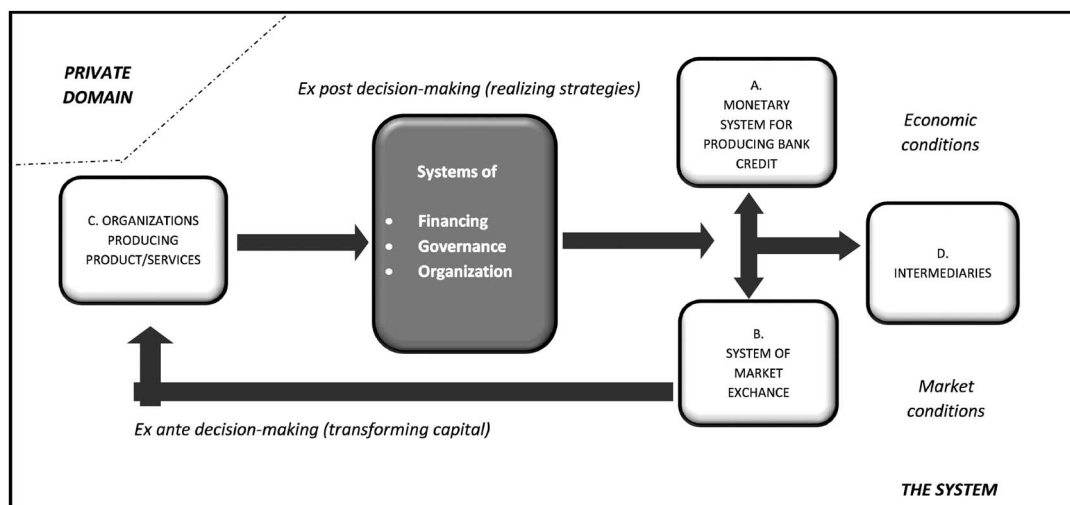 PRIVATE
DOMAIN
Ex post decision-making (realizing strategies)
A.
MONETARY
SYSTEM FOR
PRODUCING BANK
CREDIT
Economic
conditions
C. ORGANIZATIONS
PRODUCING
PRODUCT/SERVICES
Systems of
• Financing
• Governance
• Organization
D.
INTERMEDIARIES
B.
SYSTEM OF
MARKET
EXCHANGE
Market
conditions
Ex ante decision-making (transforming capital)
THE SYSTEM